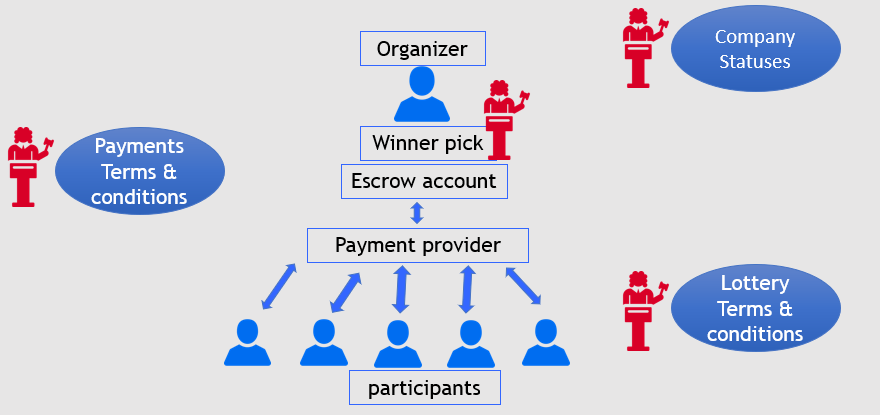 Organizer
Company
Statuses
Winner pick
Payments
Terms &
conditions
Escrow account
Payment provider
Lottery
Terms &
conditions
participants